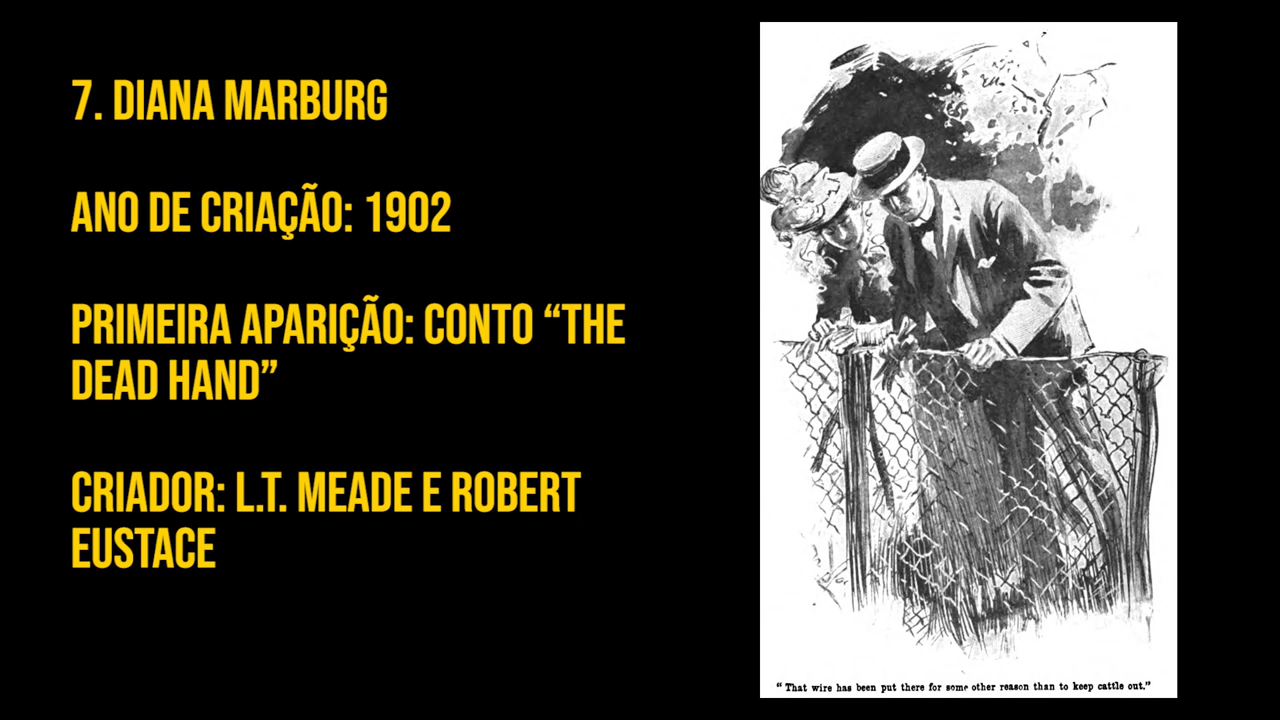 7. DIANA MARBURG
ANO DE CRIAÇÃO: 1902
PRIMEIRA APARIÇÃO: CONTO “THE
DEAD HAND”
CRIADOR: L.T. MEADE E ROBERT
EUSTACE
“ That wire has been put there for some other reason than to keep cattle out.”